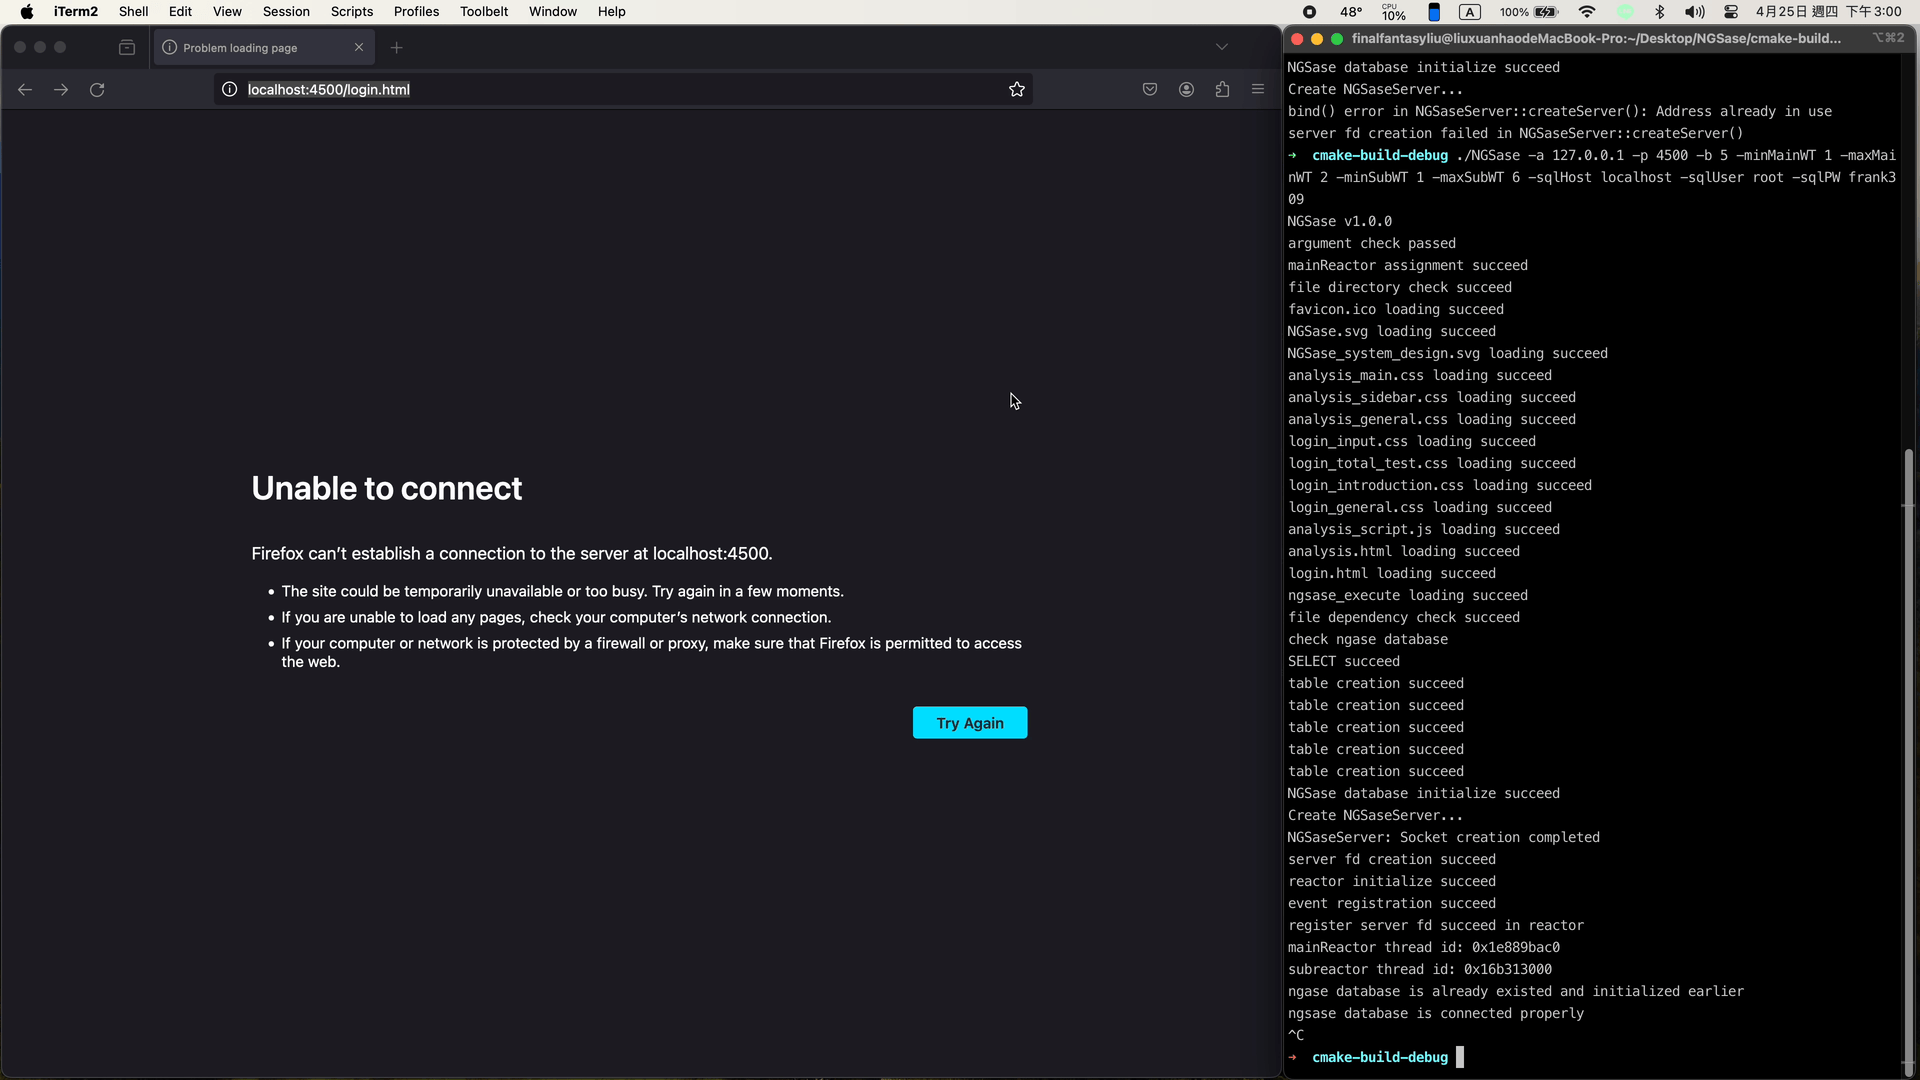 iTerm2 Shell Edit View Session Scripts Profiles Toolbelt Window Help 48° CPU 10% A 100% 4月25日 週四 下午3:00
Problem loading page
localhost:4500/login.html
Unable to connect
Firefox can't establish a connection to the server at localhost:4500.
The site could be temporarily unavailable or too busy. Try again in a few moments.
If you are unable to load any pages, check your computer's network connection.
If your computer or network is protected by a firewall or proxy, make sure that Firefox is permitted to access
the web.
Try Again
finalfantasyliu@liuxuanhaodeMacBook-Pro:~/Desktop/NGSase/cmake-build... ⌥⌘2
NGSase database initialize succeed
Create NGSaseServer...
bind() error in NGSaseServer::createServer(): Address already in use
server fd creation failed in NGSaseServer::createServer()
→ cmake-build-debug ./NGSase -a 127.0.0.1 -p 4500 -b 5 -minMainWT 1 -maxMai
nWT 2 -minSubWT 1 -maxSubWT 6 -sqlHost localhost -sqlUser root -sqlPW frank3
09
NGSase v1.0.0
argument check passed
mainReactor assignment succeed
file directory check succeed
favicon.ico loading succeed
NGSase.svg loading succeed
NGSase_system_design.svg loading succeed
analysis_main.css loading succeed
analysis_sidebar.css loading succeed
analysis_general.css loading succeed
login_input.css loading succeed
login_total_test.css loading succeed
login_introduction.css loading succeed
login_general.css loading succeed
analysis_script.js loading succeed
analysis.html loading succeed
login.html loading succeed
ngsase_execute loading succeed
file dependency check succeed
check ngase database
SELECT succeed
table creation succeed
table creation succeed
table creation succeed
table creation succeed
table creation succeed
NGSase database initialize succeed
Create NGSaseServer...
NGSaseServer: Socket creation completed
server fd creation succeed
reactor initialize succeed
event registration succeed
register server fd succeed in reactor
mainReactor thread id: 0x1e889bac0
subreactor thread id: 0x16b313000
ngase database is already existed and initialized earlier
ngsase database is connected properly
^C
→ cmake-build-debug